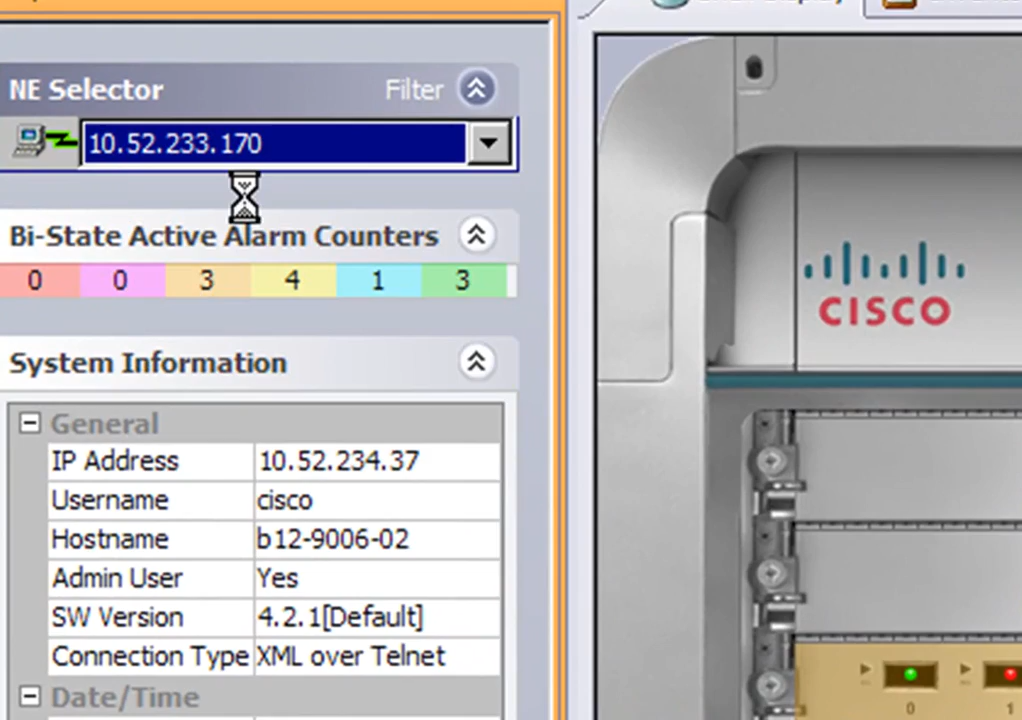 NE Selector Filter
10.52.233.170
Bi-State Active Alarm Counters
0 0 3 4 1 3
System Information
General
IP Address 10.52.234.37
Username cisco
Hostname b12-9006-02
Admin User Yes
SW Version 4.2.1[Default]
Connection Type XML over Telnet
Date/Time
CISCO
0 1